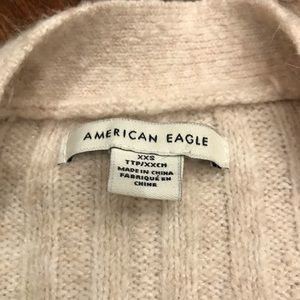 AMERICAN EAGLE
XXS
TTP/XXCH
MADE IN CHINA
FABRIQUÉ EN
CHINE